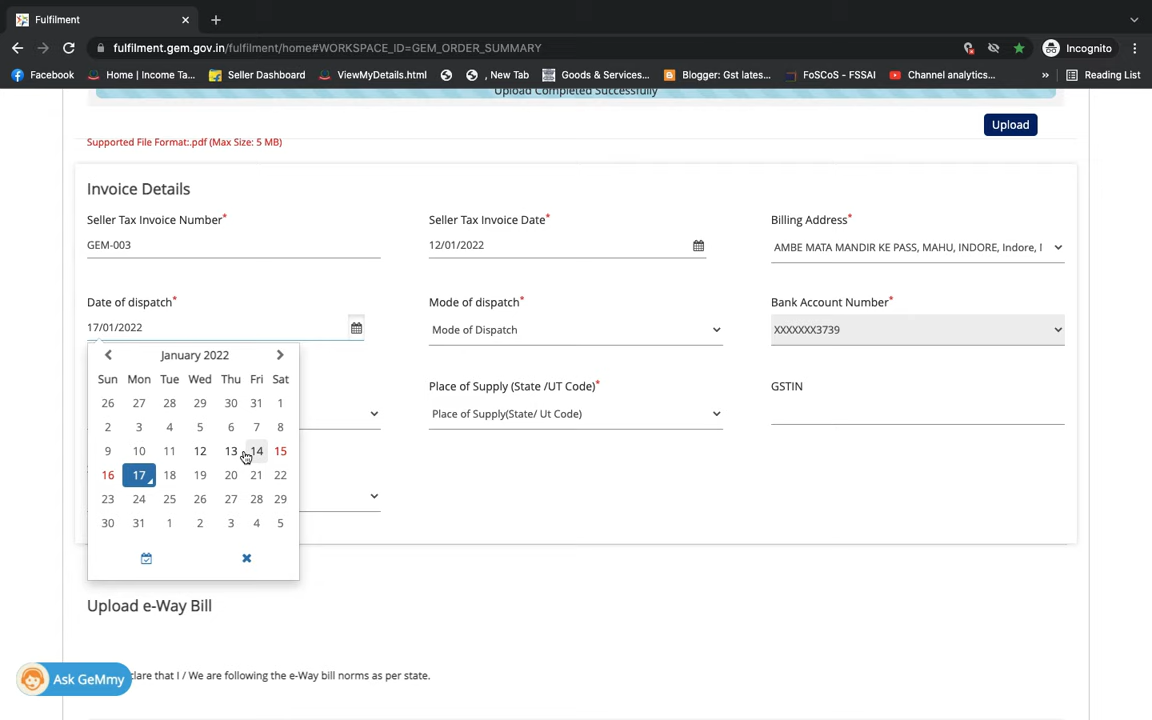 Fulfilment
fulfilment.gem.gov.in/fulfilment/home#WORKSPACE_ID=GEM_ORDER_SUMMARY
Incognito
Facebook
Home | Income Ta...
Seller Dashboard
ViewMyDetails.html
, New Tab
Goods & Services...
Blogger: Gst lates...
FoSCoS - FSSAI
Channel analytics...
»
Reading List
Upload Completed Successfully
Upload
Supported File Format:.pdf (Max Size: 5 MB)
Invoice Details
Seller Tax Invoice Number*
Seller Tax Invoice Date*
Billing Address*
GEM-003
12/01/2022
AMBE MATA MANDIR KE PASS, MAHU, INDORE, Indore, I
Date of dispatch*
Mode of dispatch*
Bank Account Number*
17/01/2022
Mode of Dispatch
XXXXXXX3739
January 2022
Sun Mon Tue Wed Thu Fri Sat
26 27 28 29 30 31 1
2 3 4 5 6 7 8
9 10 11 12 13 14 15
16 17 18 19 20 21 22
23 24 25 26 27 28 29
30 31 1 2 3 4 5
Place of Supply (State /UT Code)*
GSTIN
Place of Supply(State/ Ut Code)
Upload e-Way Bill
Ask GeMmy
clare that I / We are following the e-Way bill norms as per state.